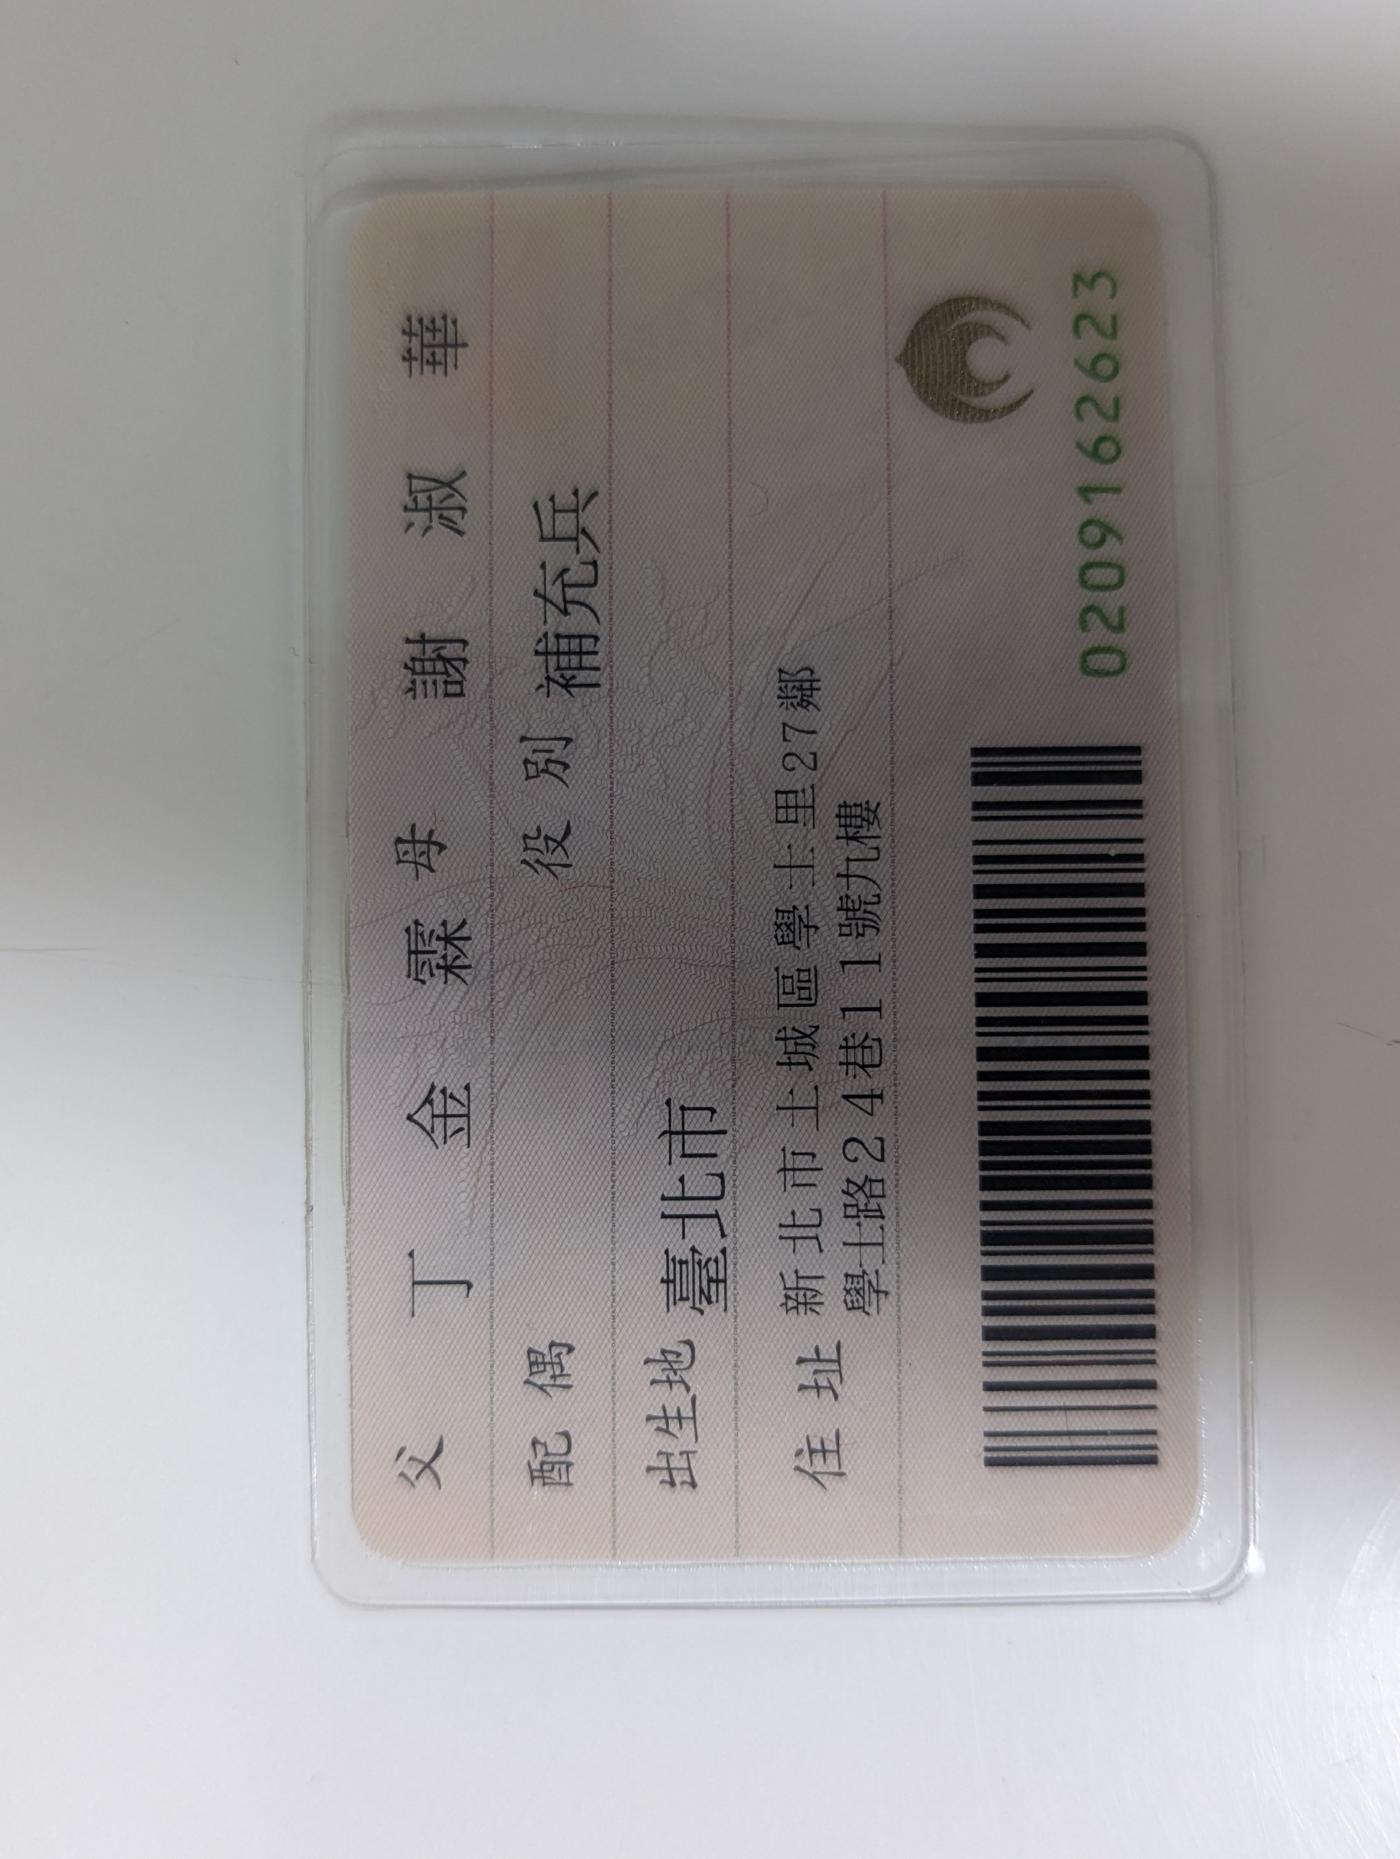 父 丁 金 霖 母 謝 淑 華
配偶 役別 補充兵
出生地 臺北市
住址 新北市土城區學士里27鄰
學士路24巷11號九樓
0209162623